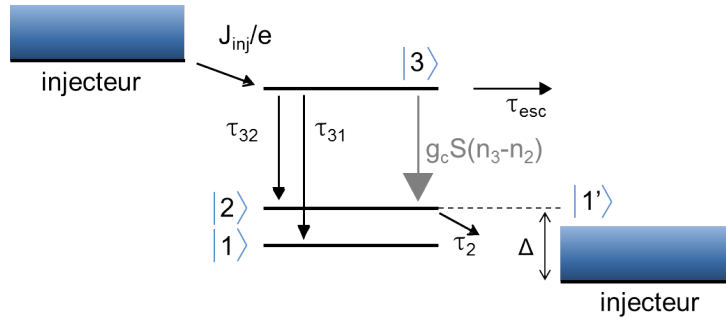 J_inj/e
injecteur
|3⟩
τ_esc
τ_32
τ_31
g_cS(n_3-n_2)
|2⟩
|1'⟩
|1⟩
τ_2
Δ
injecteur